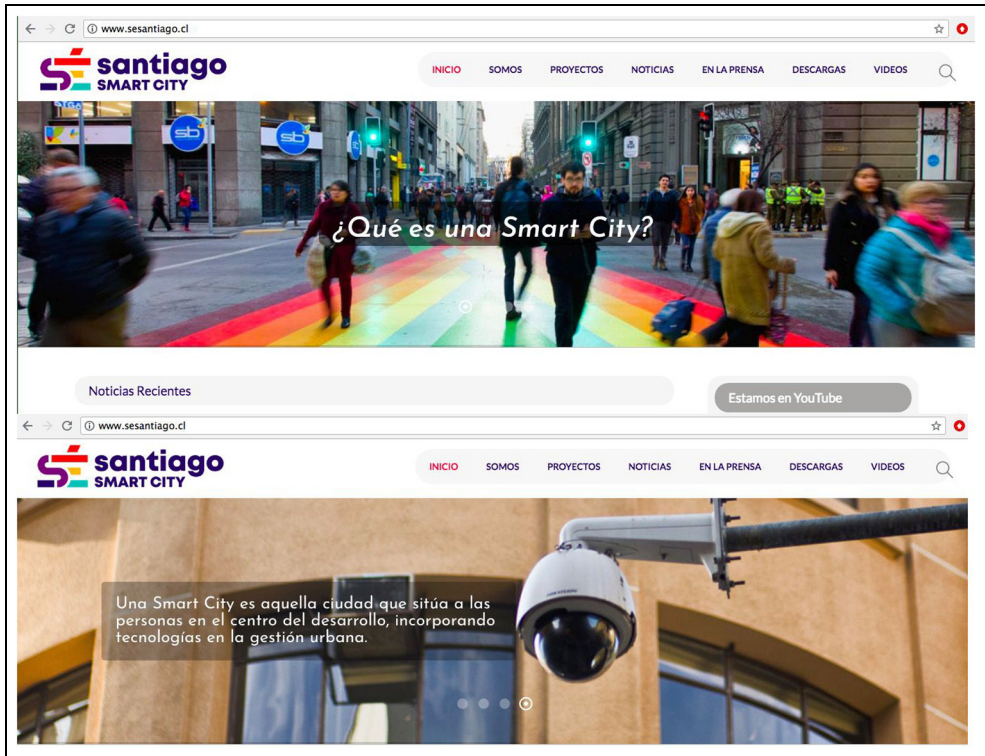 www.sesantiago.cl
SÉ santiago
SMART CITY
INICIO SOMOS PROYECTOS NOTICIAS EN LA PRENSA DESCARGAS VIDEOS
sb
sb
¿Qué es una Smart City?
Noticias Recientes
Estamos en YouTube
www.sesantiago.cl
SÉ santiago
SMART CITY
INICIO SOMOS PROYECTOS NOTICIAS EN LA PRENSA DESCARGAS VIDEOS
HIKVISION
Una Smart City es aquella ciudad que sitúa a las
personas en el centro del desarrollo, incorporando
tecnologías en la gestión urbana.